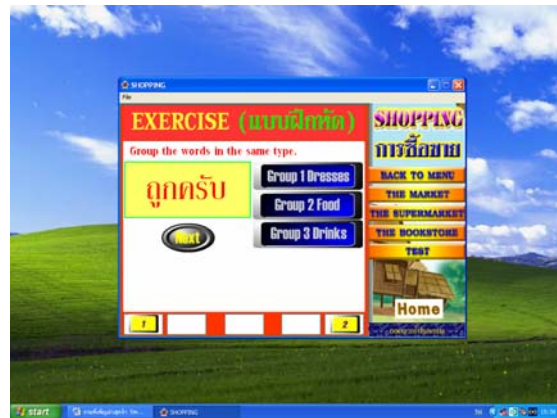 SHOPPING
File
EXERCISE (แบบฝึกหัด)
Group the words in the same type.
ถูกครับ
Next
Group 1 Dresses
Group 2 Food
Group 3 Drinks
1
2
SHOPPING
การซื้อขาย
BACK TO MENU
THE MARKET
THE SUPERMARKET
THE BOOKSTORE
TEST
Home
start
SHOPPING